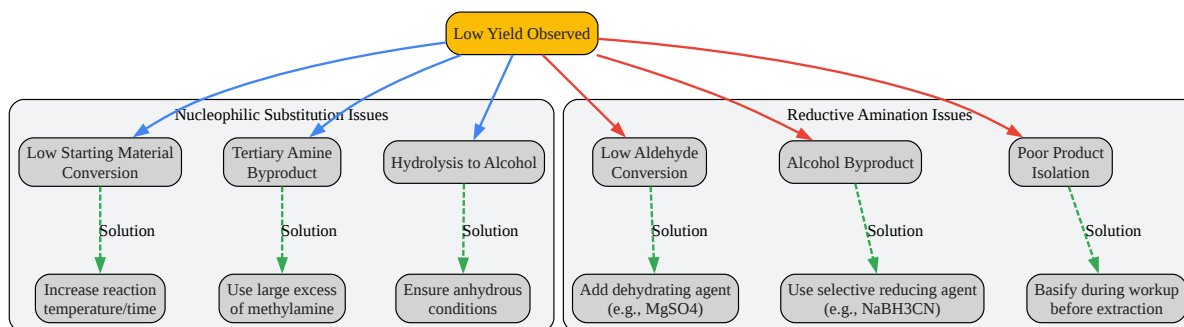 Low Yield Observed
Nucleophilic Substitution Issues
Reductive Amination Issues
Low Starting Material
Conversion
Tertiary Amine
Byproduct
Hydrolysis to Alcohol
Low Aldehyde
Conversion
Alcohol Byproduct
Poor Product
Isolation
Solution
Solution
Solution
Solution
Solution
Solution
Increase reaction
temperature/time
Use large excess
of methylamine
Ensure anhydrous
conditions
Add dehydrating agent
(e.g., MgSO4)
Use selective reducing agent
(e.g., NaBH3CN)
Basify during workup
before extraction